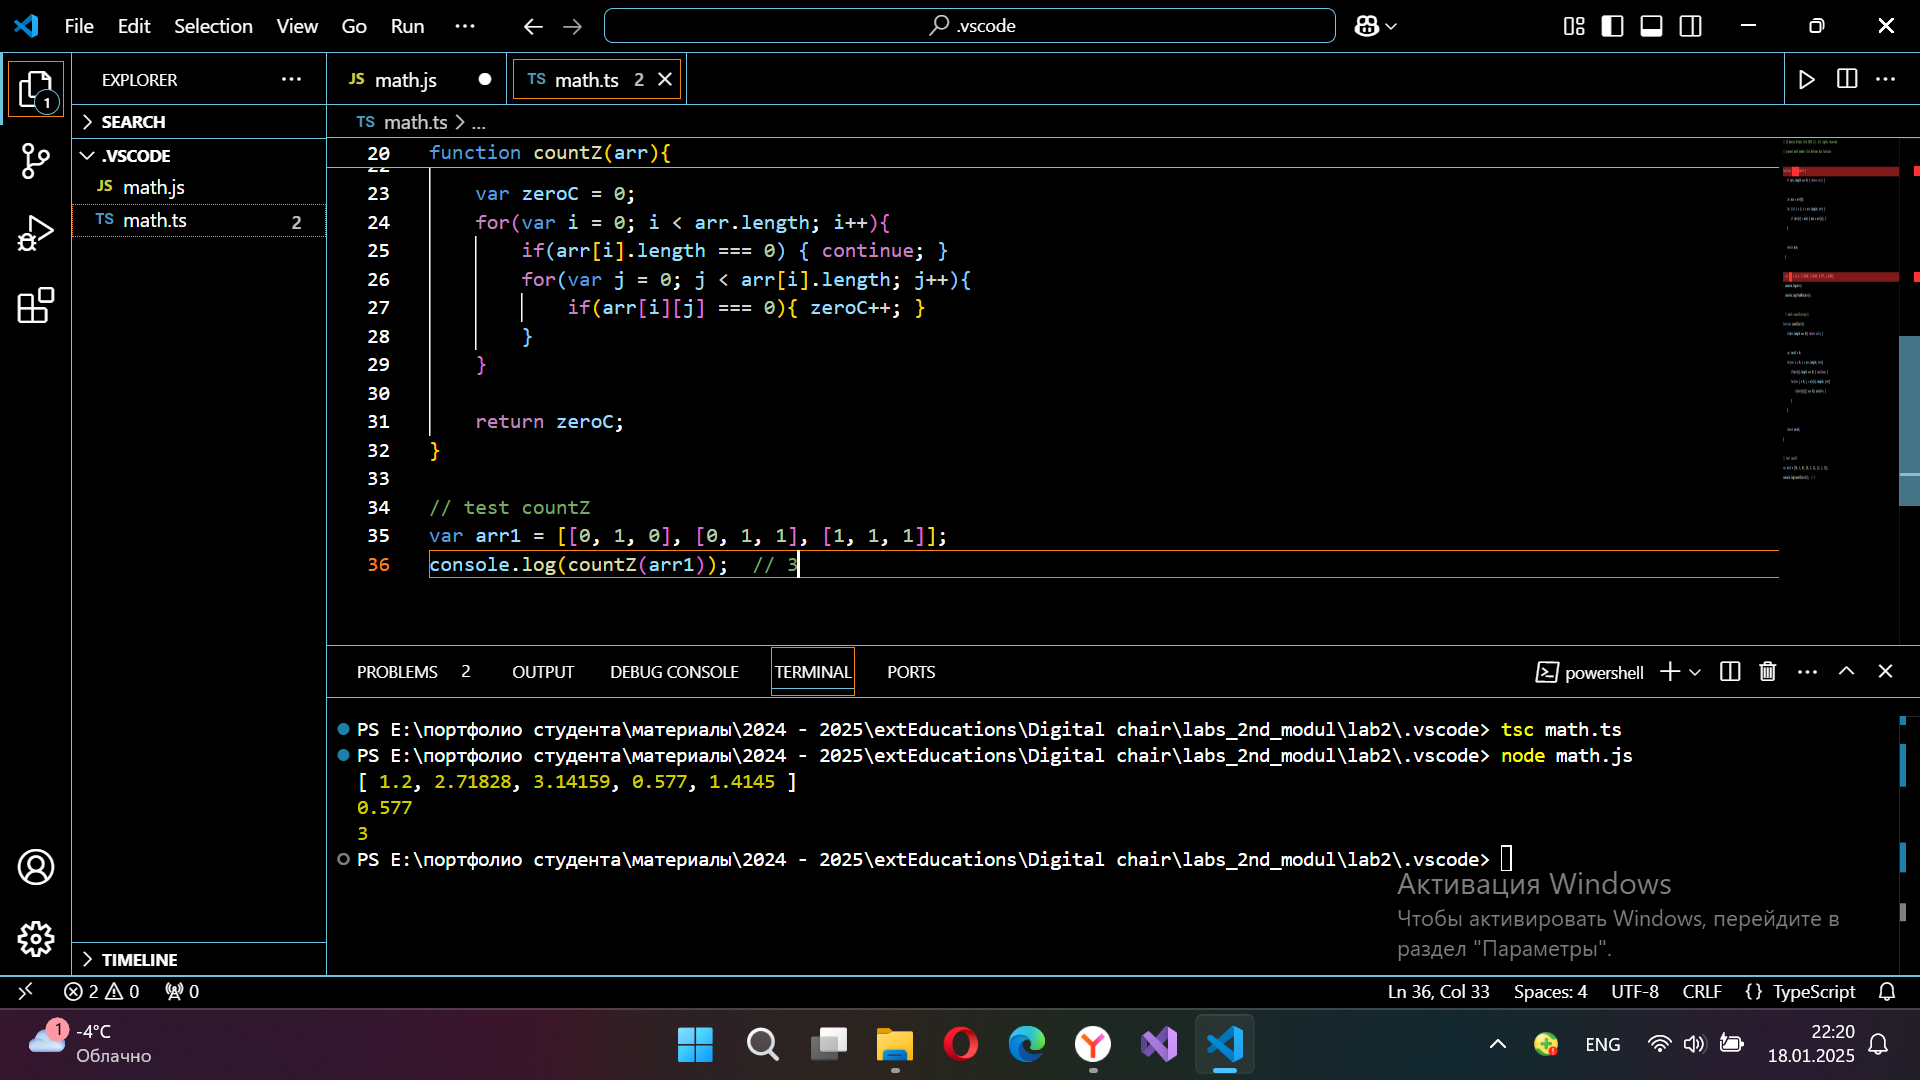 File Edit Selection View Go Run ··· .vscode
EXPLORER ···
JS math.js
TS math.ts 2
1
SEARCH
.VSCODE
JS math.js
TS math.ts 2
TIMELINE
TS math.ts > ...
20 function countZ(arr){
23 var zeroC = 0;
24 for(var i = 0; i < arr.length; i++){
25 if(arr[i].length === 0) { continue; }
26 for(var j = 0; j < arr[i].length; j++){
27 if(arr[i][j] === 0){ zeroC++; }
28 }
29 }
30
31 return zeroC;
32 }
33
34 // test countZ
35 var arr1 = [[0, 1, 0], [0, 1, 1], [1, 1, 1]];
36 console.log(countZ(arr1)); // 3
PROBLEMS 2 OUTPUT DEBUG CONSOLE TERMINAL PORTS powershell
PS E:\портфолио студента\материалы\2024 - 2025\extEducations\Digital chair\labs_2nd_modul\lab2\.vscode> tsc math.ts
PS E:\портфолио студента\материалы\2024 - 2025\extEducations\Digital chair\labs_2nd_modul\lab2\.vscode> node math.js
[ 1.2, 2.71828, 3.14159, 0.577, 1.4145 ]
0.577
3
PS E:\портфолио студента\материалы\2024 - 2025\extEducations\Digital chair\labs_2nd_modul\lab2\.vscode>
Активация Windows
Чтобы активировать Windows, перейдите в
раздел "Параметры".
2 0 0 Ln 36, Col 33 Spaces: 4 UTF-8 CRLF {} TypeScript
1 -4°C
Облачно
ENG
22:20
18.01.2025